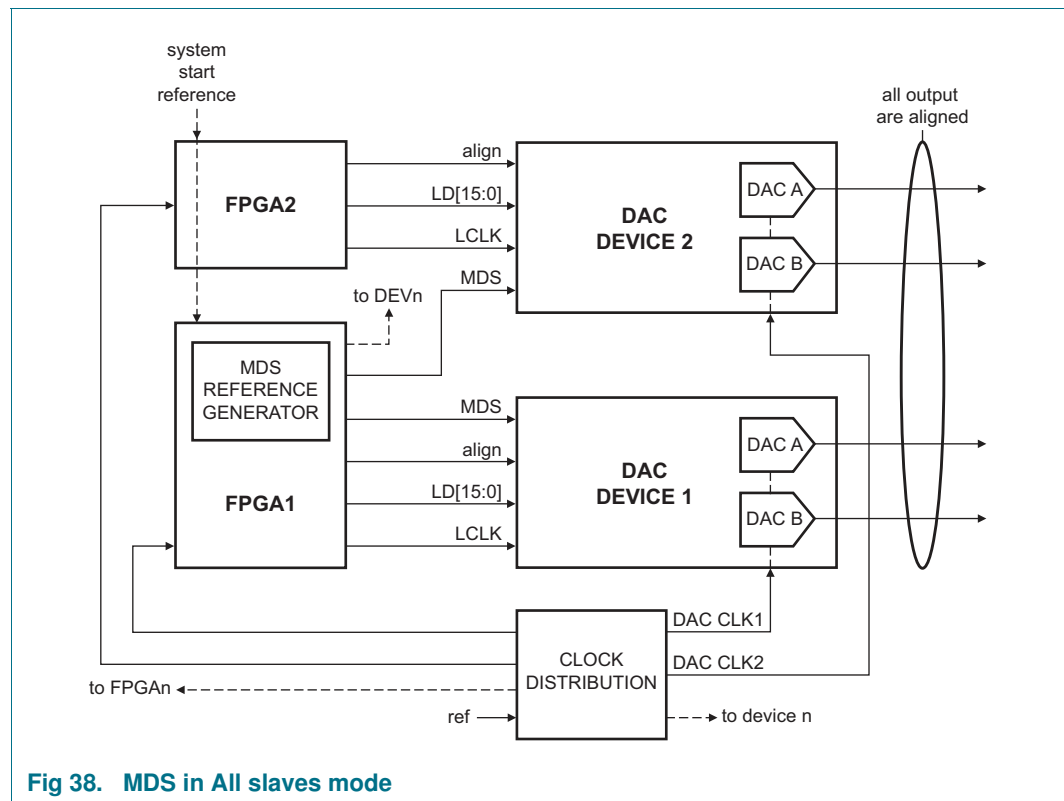 system
start
reference
all output
are aligned
FPGA2
align
LD[15:0]
LCLK
MDS
DAC
DEVICE 2
DAC A
DAC B
to DEVn
MDS
REFERENCE
GENERATOR
FPGA1
MDS
align
LD[15:0]
LCLK
DAC
DEVICE 1
DAC A
DAC B
CLOCK
DISTRIBUTION
DAC CLK1
DAC CLK2
to FPGAn
ref
to device n
Fig 38. MDS in All slaves mode